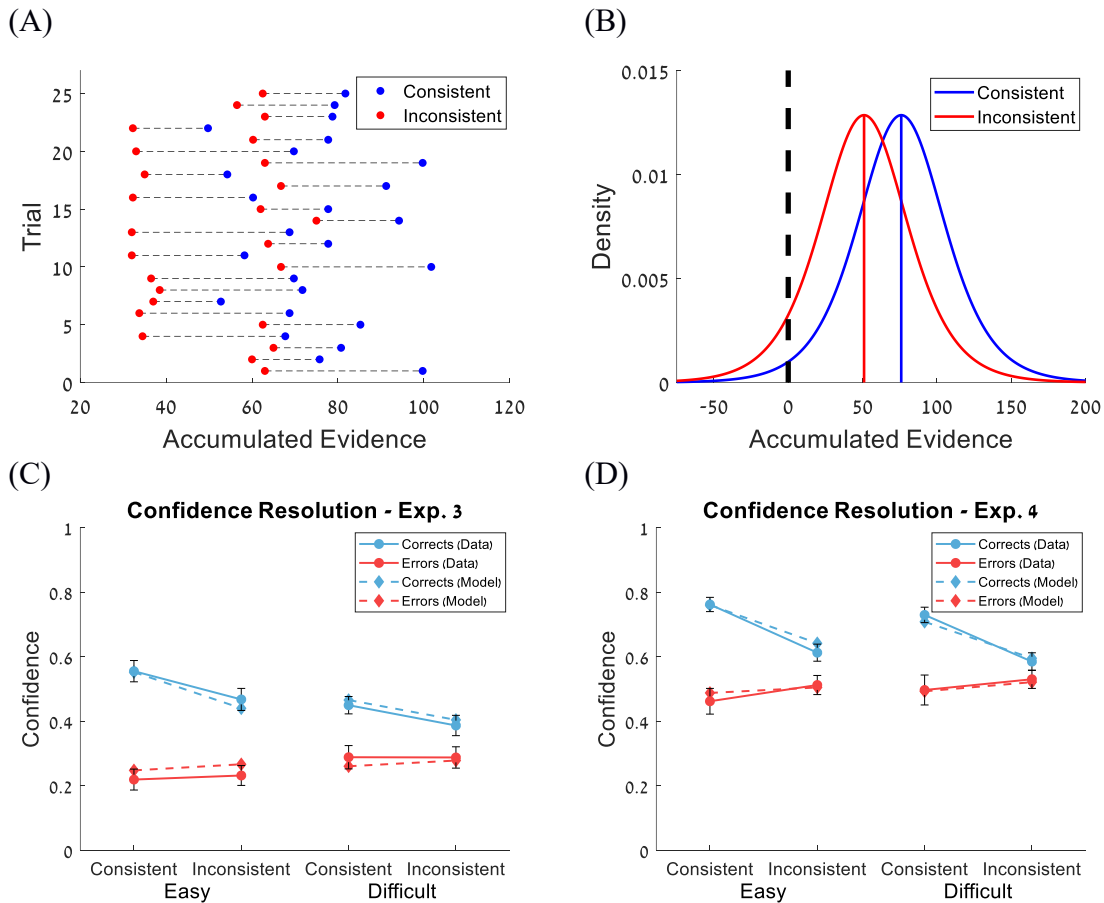 (A)
25
20
15
10
5
0
Trial
20 40 60 80 100 120
Accumulated Evidence
Consistent
Inconsistent
(B)
0.015
0.01
0.005
0
Density
-50 0 50 100 150 200
Accumulated Evidence
Consistent
Inconsistent
(C)
Confidence Resolution - Exp. 3
1
0.8
0.6
0.4
0.2
0
Confidence
Corrects (Data)
Errors (Data)
Corrects (Model)
Errors (Model)
Consistent Inconsistent Consistent Inconsistent
Easy Difficult
(D)
Confidence Resolution - Exp. 4
1
0.8
0.6
0.4
0.2
0
Confidence
Corrects (Data)
Errors (Data)
Corrects (Model)
Errors (Model)
Consistent Inconsistent Consistent Inconsistent
Easy Difficult